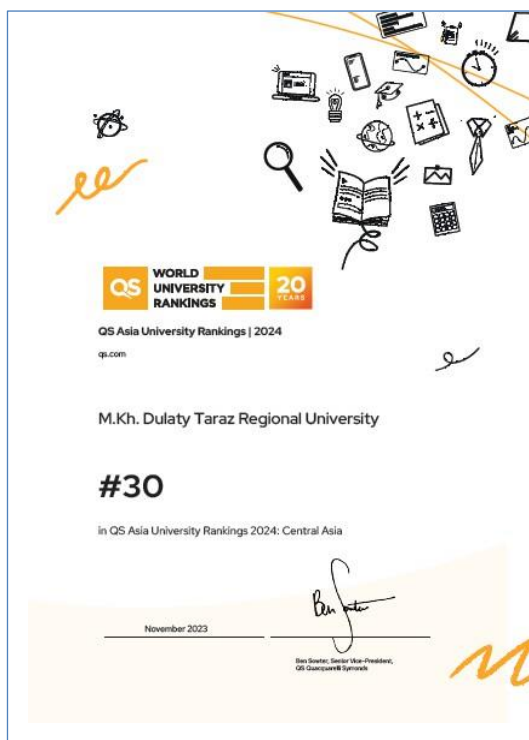 QS
WORLD
UNIVERSITY
RANKINGS
20
YEARS
QS Asia University Rankings | 2024
qs.com
M.Kh. Dulaty Taraz Regional University
#30
in QS Asia University Rankings 2024: Central Asia
November 2023
Ben Sowter, Senior Vice-President,
QS Quacquarelli Symonds